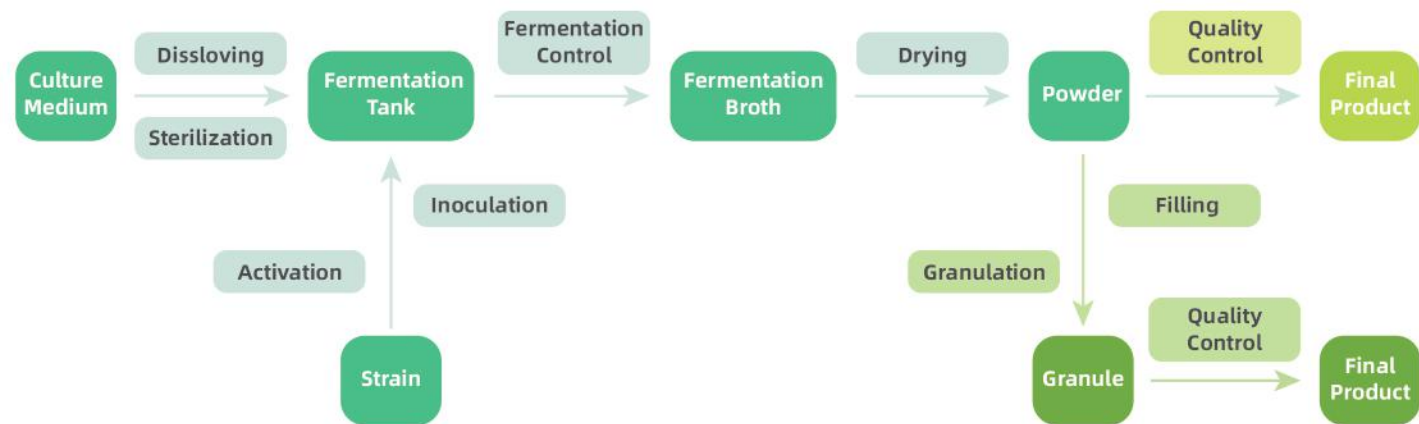 Culture
Medium
Dissloving
Sterilization
Fermentation
Tank
Fermentation
Control
Fermentation
Broth
Drying
Powder
Quality
Control
Final
Product
Inoculation
Activation
Strain
Filling
Granulation
Granule
Quality
Control
Final
Product